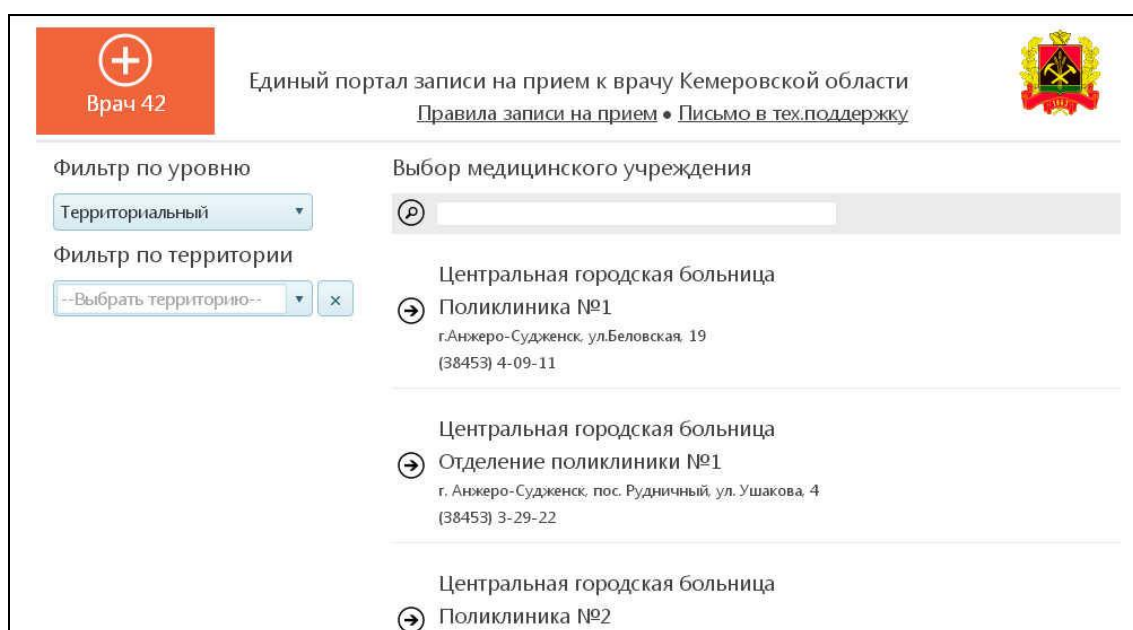 Врач 42
Единый портал записи на прием к врачу Кемеровской области
Правила записи на прием • Письмо в тех.поддержку
Фильтр по уровню
Территориальный
Фильтр по территории
--Выбрать территорию--
Выбор медицинского учреждения
Центральная городская больница
Поликлиника №1
г.Анжеро-Судженск, ул.Беловская, 19
(38453) 4-09-11
Центральная городская больница
Отделение поликлиники №1
г. Анжеро-Судженск, пос. Рудничный, ул. Ушакова, 4
(38453) 3-29-22
Центральная городская больница
Поликлиника №2